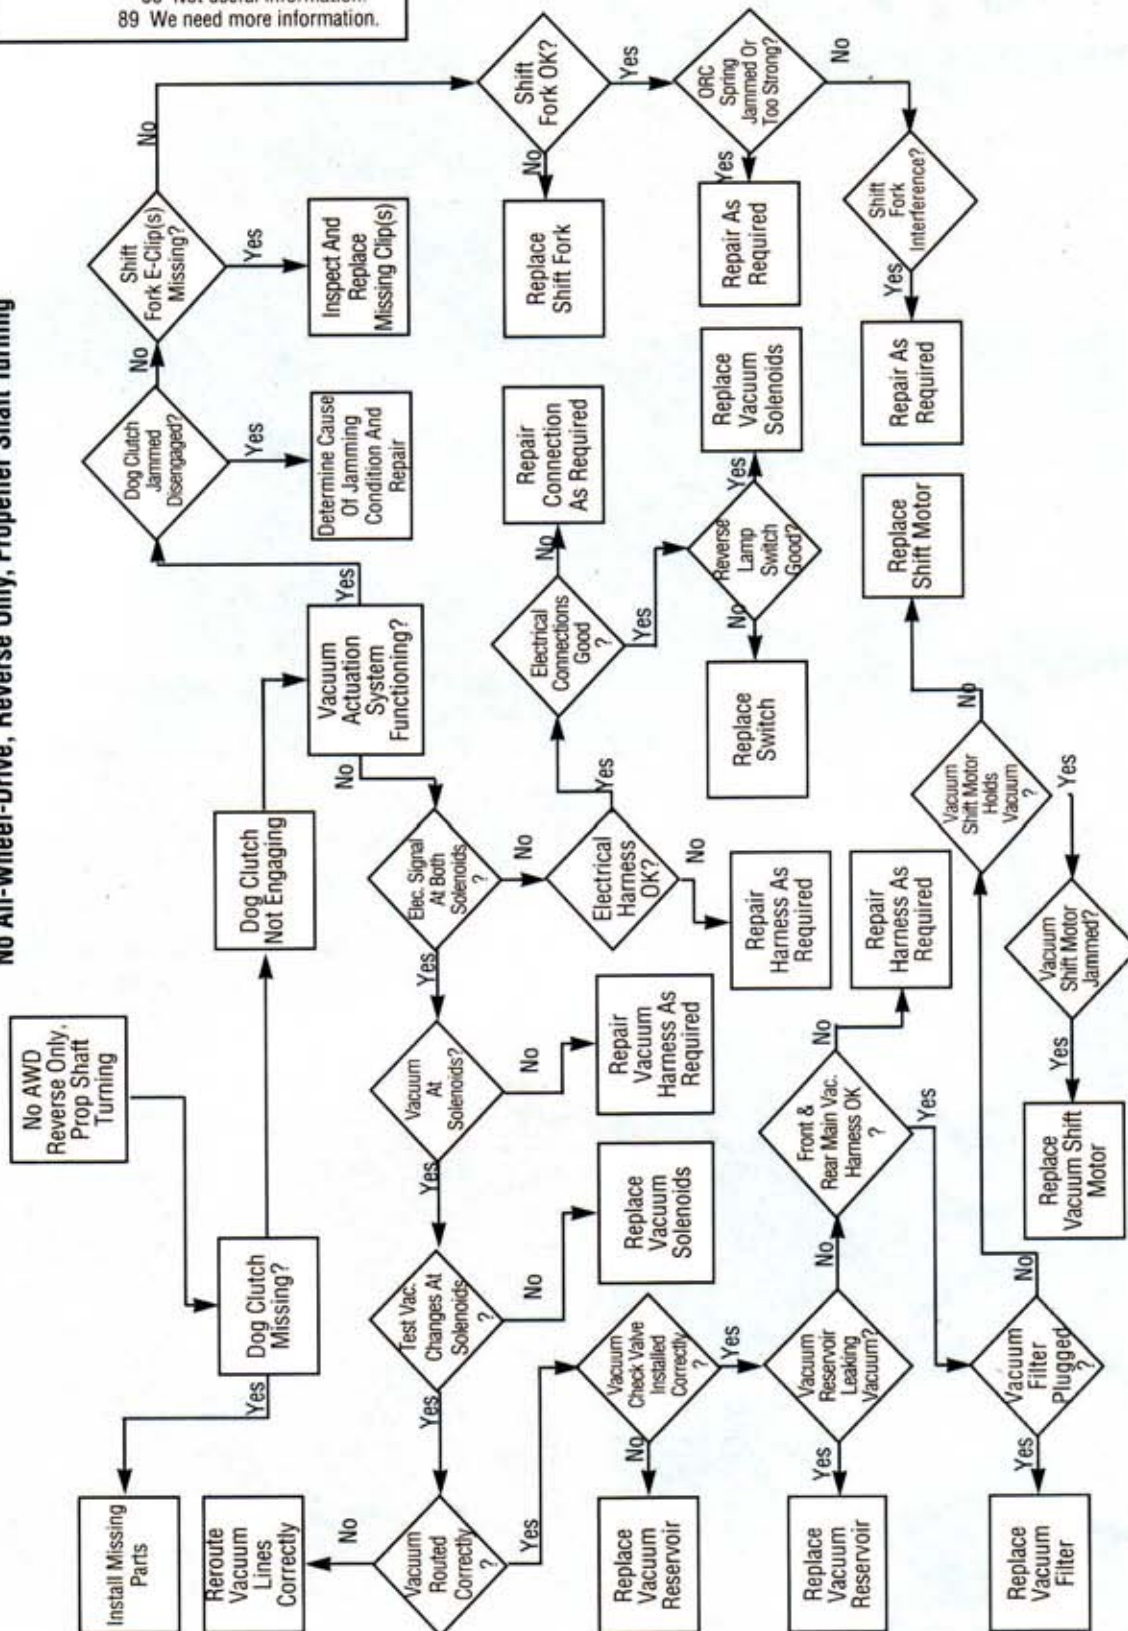 No All-Wheel-Drive, Reverse Only, Propeller Shaft Turning
89 We need more information.
No AWD
Reverse Only,
Prop Shaft
Turning
Dog Clutch
Missing?
Yes
Install Missing
Parts
Dog Clutch
Not Engaging
Vacuum
Actuation
System
Functioning?
Yes
Dog Clutch
Jammed
Disengaged?
Yes
Determine Cause
Of Jamming
Condition And
Repair
No
Shift
Fork E-Clip(s)
Missing?
Yes
Inspect And
Replace
Missing Clip(s)
No
Shift
Fork OK?
No
Replace
Shift Fork
Yes
ORC
Spring
Jammed Or
Too Strong?
Yes
Repair As
Required
No
Shift
Fork
Interference?
Yes
Repair As
Required
No
Elec. Signal
At Both
Solenoids
?
No
Electrical
Harness
OK?
No
Repair
Harness As
Required
Yes
Electrical
Connections
Good
?
No
Repair
Connection
As Required
Yes
Reverse
Lamp
Switch
Good?
Yes
Replace
Vacuum
Solenoids
No
Replace
Switch
Yes
Vacuum
At
Solenoids?
No
Repair
Vacuum
Harness As
Required
Yes
Test Vac.
Changes At
Solenoids
?
No
Replace
Vacuum
Solenoids
Yes
Vacuum
Routed
Correctly
?
No
Reroute
Vacuum
Lines
Correctly
Yes
Vacuum
Check Valve
Installed
Correctly
?
No
Replace
Vacuum
Reservoir
Yes
Vacuum
Reservoir
Leaking
Vacuum?
Yes
Replace
Vacuum
Reservoir
No
Front &
Rear Main Vac.
Harness OK
?
No
Repair
Harness As
Required
Yes
Vacuum
Filter
Plugged
?
Yes
Replace
Vacuum
Filter
No
Vacuum
Shift Motor
Holds
Vacuum
?
No
Replace
Shift Motor
Yes
Vacuum
Shift Motor
Jammed?
Yes
Replace
Vacuum Shift
Motor